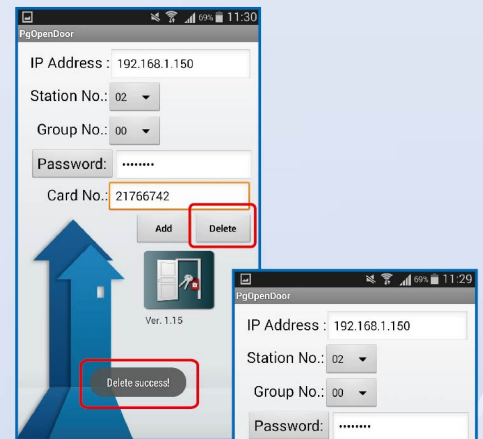 69% 11:30
PgOpenDoor
IP Address : 192.168.1.150
Station No.: 02
Group No.: 00
Password: ••••••••
Card No.: 21766742
Add Delete
Ver. 1.15
Delete success!
11:29
PgOpenDoor
IP Address : 192.168.1.150
Station No.: 02
Group No.: 00
Password: ••••••••